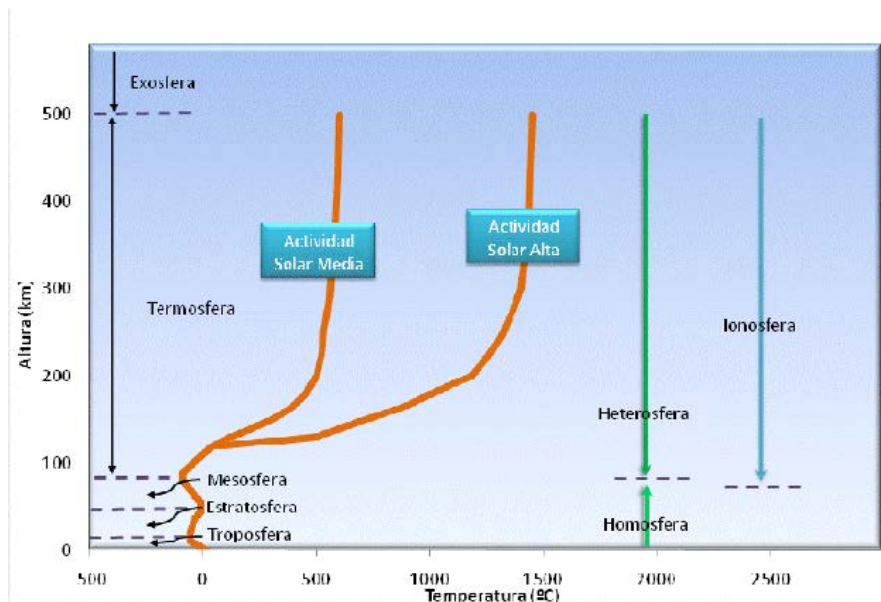 Exosfera
500
400
Actividad
Solar Media
Actividad
Solar Alta
300
Termosfera
Ionosfera
Altura (km)
200
Heterosfera
100
Mesosfera
Estratosfera
Homosfera
Troposfera
0
500
0
500
1000
1500
2000
2500
Temperatura (ºC)